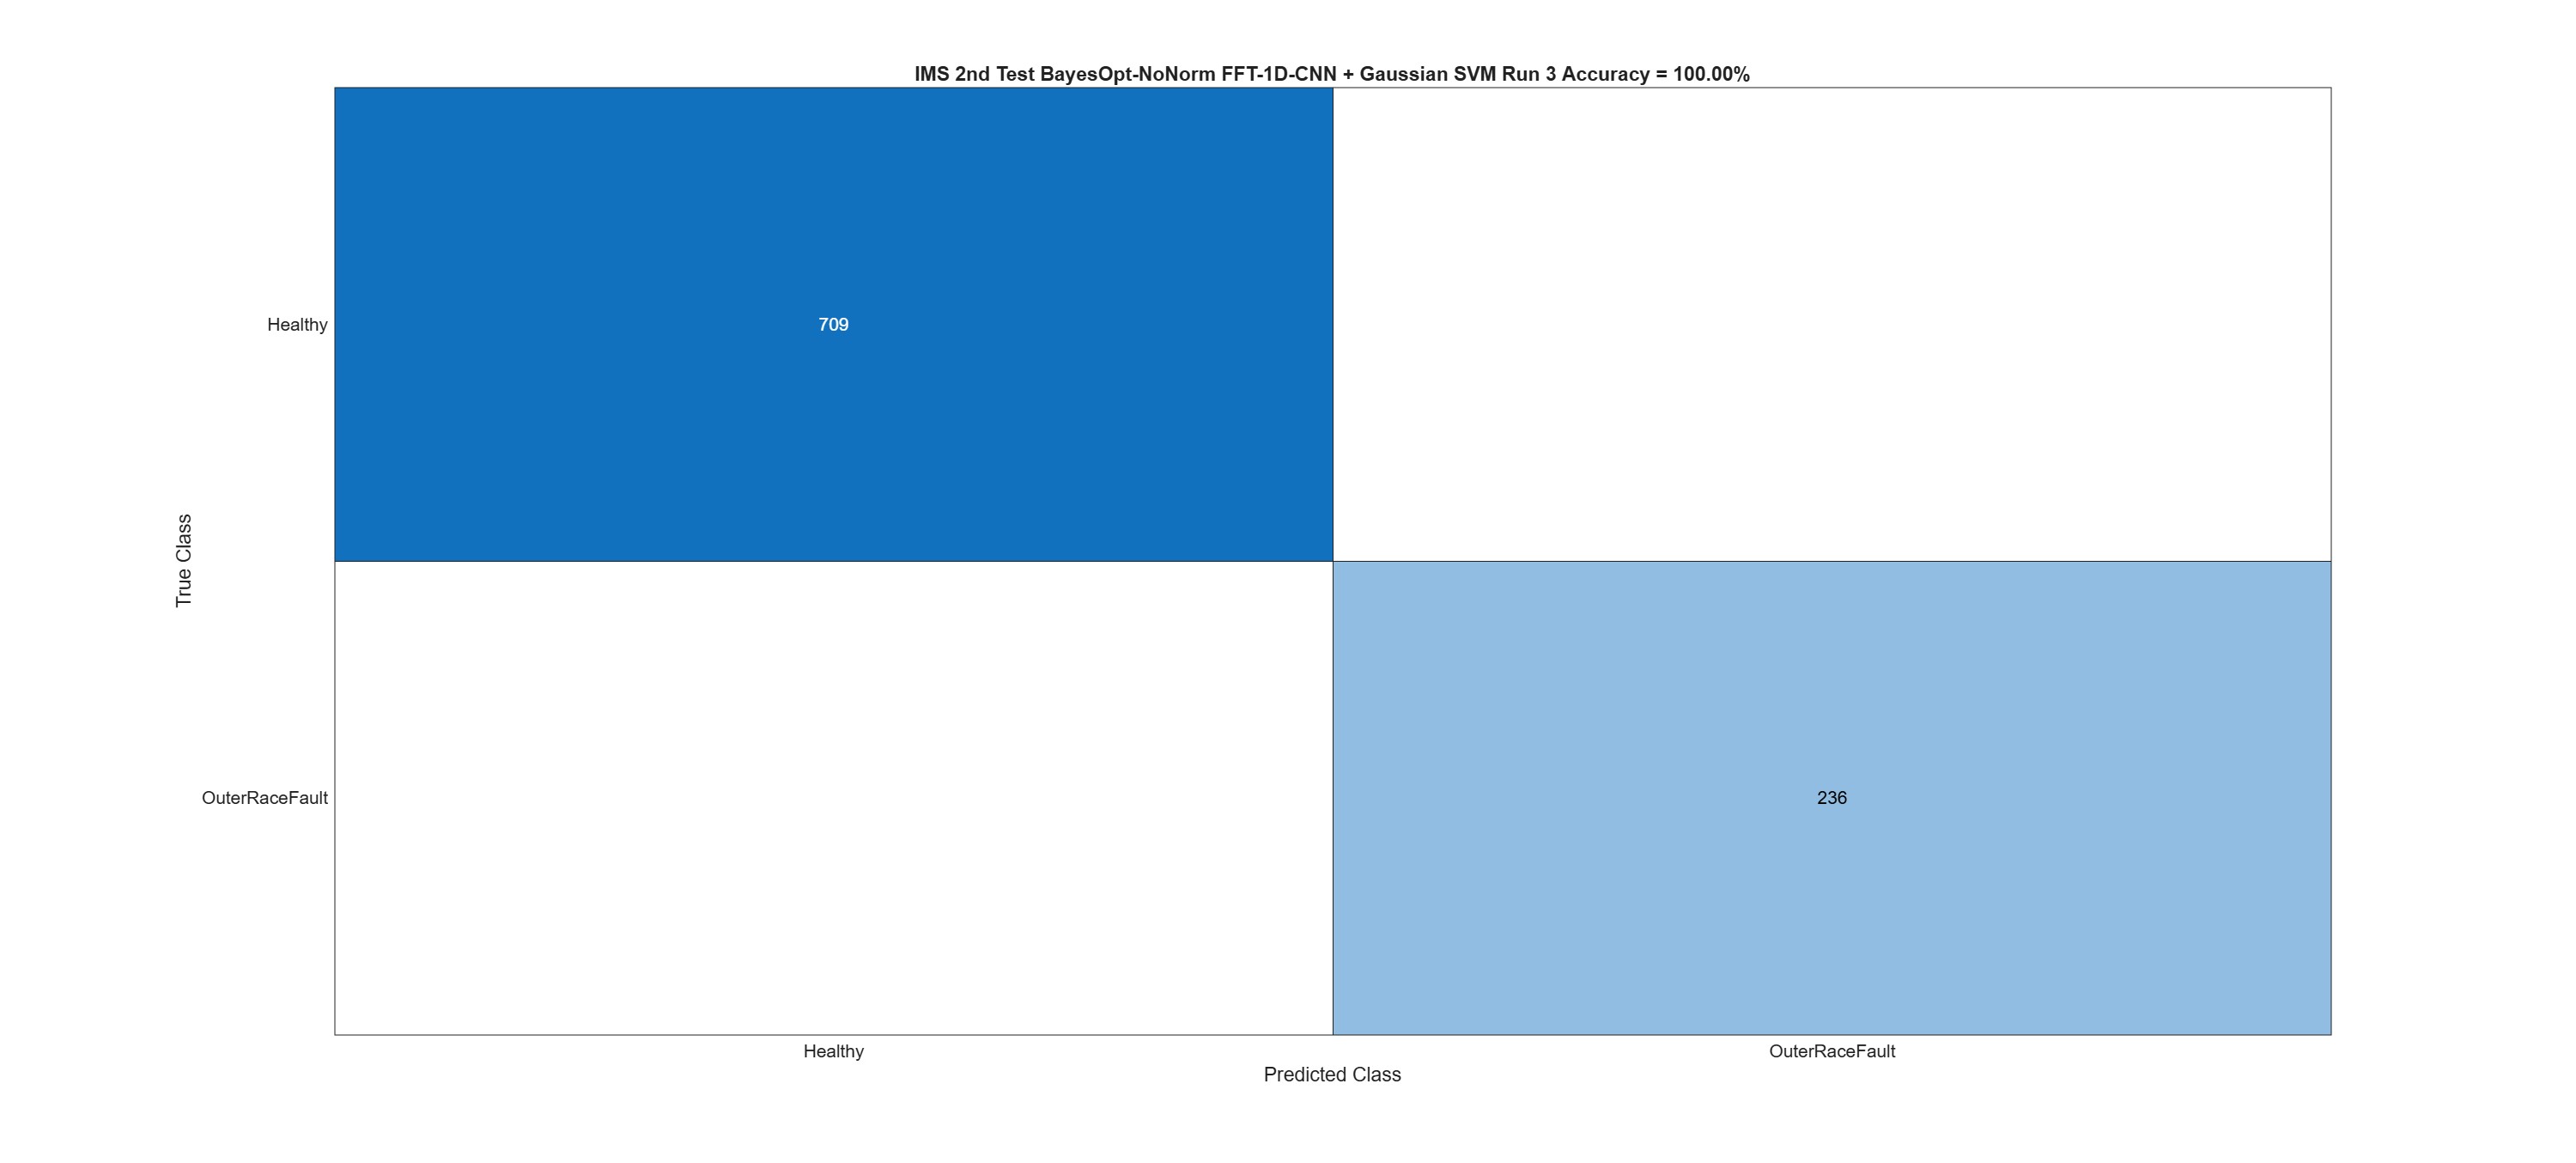 IMS 2nd Test BayesOpt-NoNorm FFT-1D-CNN + Gaussian SVM Run 3 Accuracy = 100.00%
Healthy
709
True Class
OuterRaceFault
236
Healthy
OuterRaceFault
Predicted Class